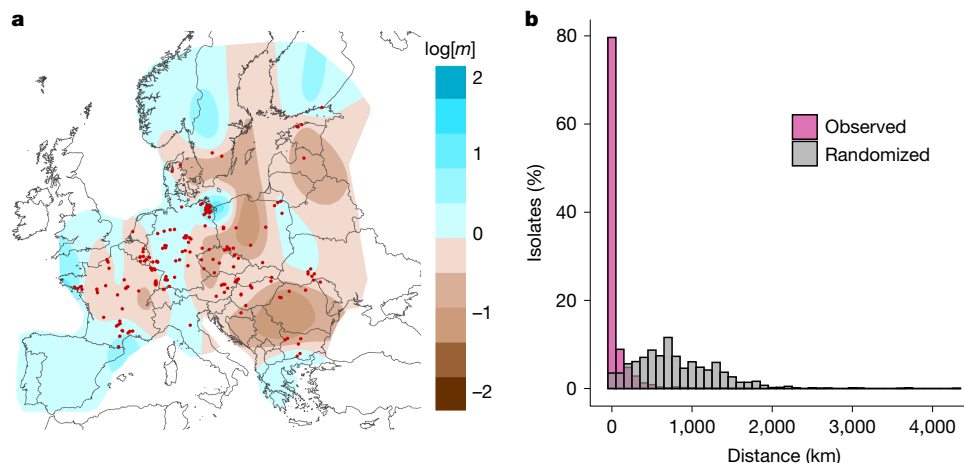 a
log[m]
2
1
0
−1
−2
b
80
60
40
20
0
Isolates (%)
Observed
Randomized
0 1,000 2,000 3,000 4,000
Distance (km)